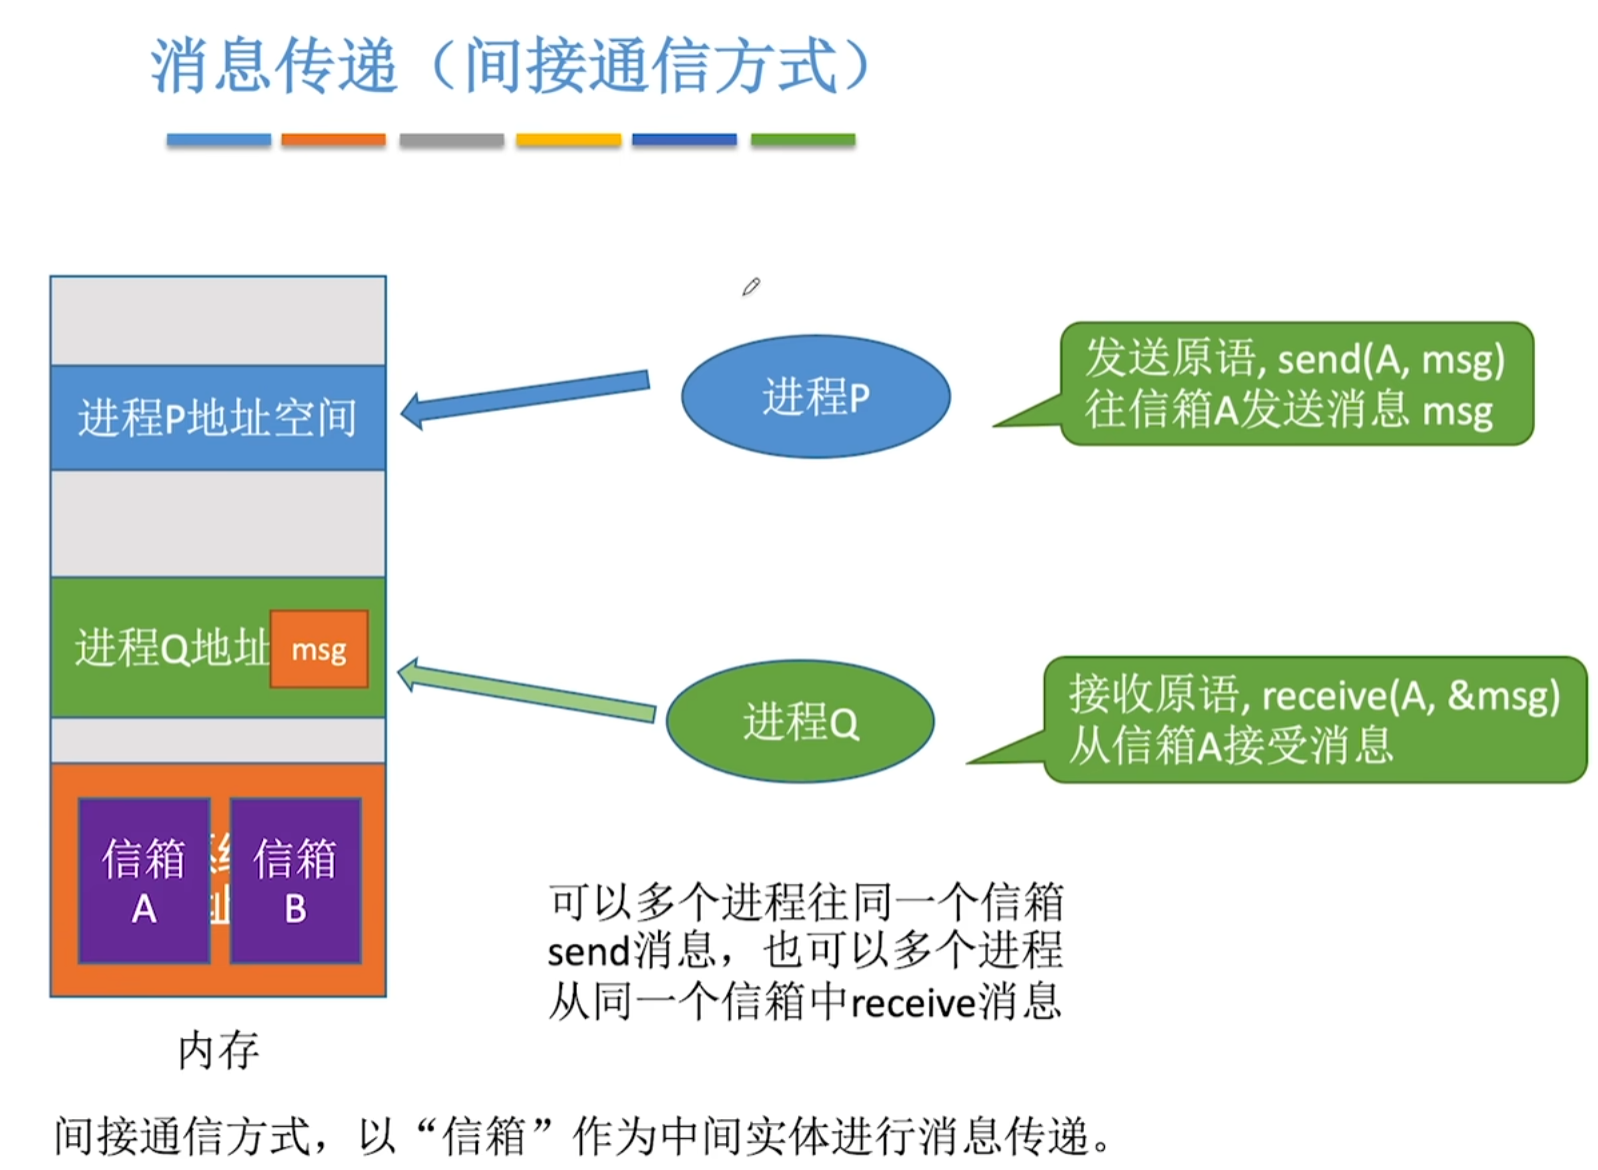 消息传递（间接通信方式）
进程P地址空间
进程P
发送原语, send(A, msg)
往信箱A发送消息 msg
进程Q地址
msg
进程Q
接收原语, receive(A, &msg)
从信箱A接受消息
信箱
A
信箱
B
可以多个进程往同一个信箱
send消息，也可以多个进程
从同一个信箱中receive消息
内存
间接通信方式，以“信箱”作为中间实体进行消息传递。